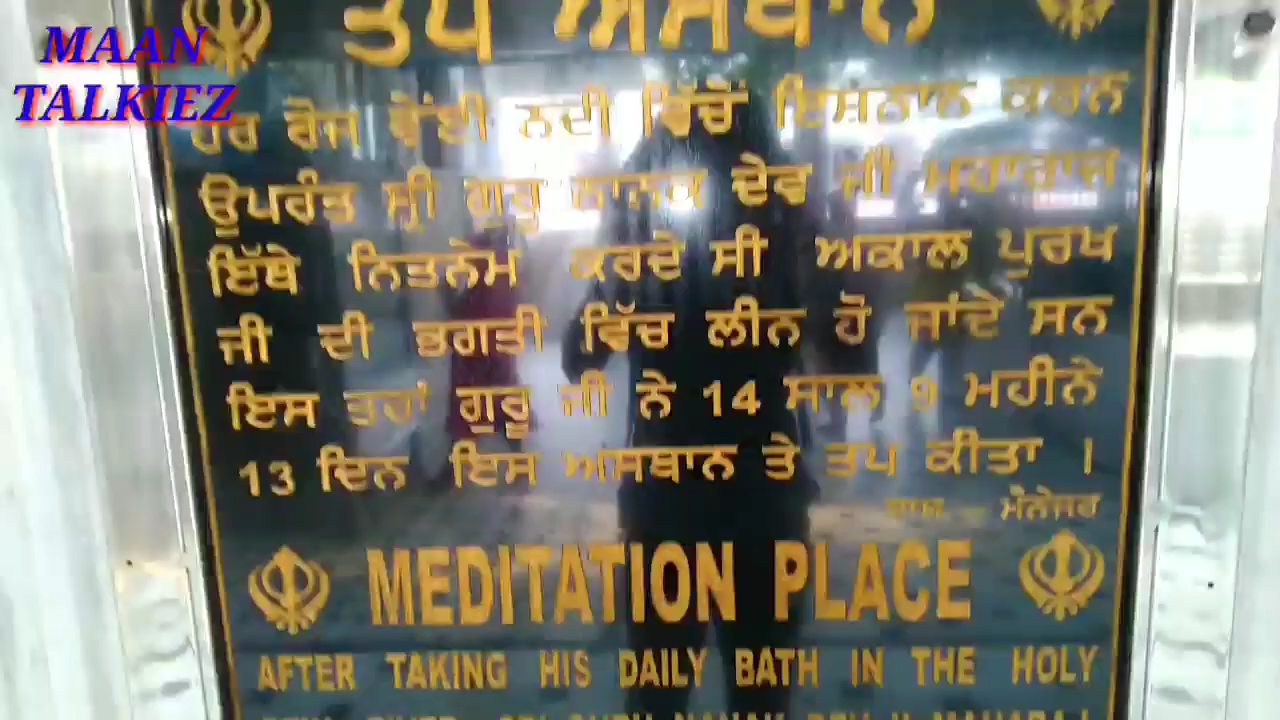 MAAN
TALKIEZ
ਤਪ ਅਸਥਾਨ
ਹਰ ਰੋਜ ਵੇਂਈ ਨਦੀ ਵਿੱਚੋਂ ਇਸ਼ਨਾਨ ਕਰਨ
ਉਪਰੰਤ ਸ੍ਰੀ ਗੁਰੂ ਨਾਨਕ ਦੇਵ ਜੀ ਮਹਾਰਾਜ
ਇੱਥੇ ਨਿਤਨੇਮ ਕਰਦੇ ਸੀ ਅਕਾਲ ਪੁਰਖ
ਜੀ ਦੀ ਭਗਤੀ ਵਿੱਚ ਲੀਨ ਹੋ ਜਾਂਦੇ ਸਨ
ਇਸ ਤਰਾਂ ਗੁਰੂ ਜੀ ਨੇ 14 ਸਾਲ 9 ਮਹੀਨੇ
13 ਦਿਨ ਇਸ ਅਸਥਾਨ ਤੇ ਤਪ ਕੀਤਾ ।
ਮੈਨੇਜਰ
MEDITATION PLACE
AFTER TAKING HIS DAILY BATH IN THE HOLY